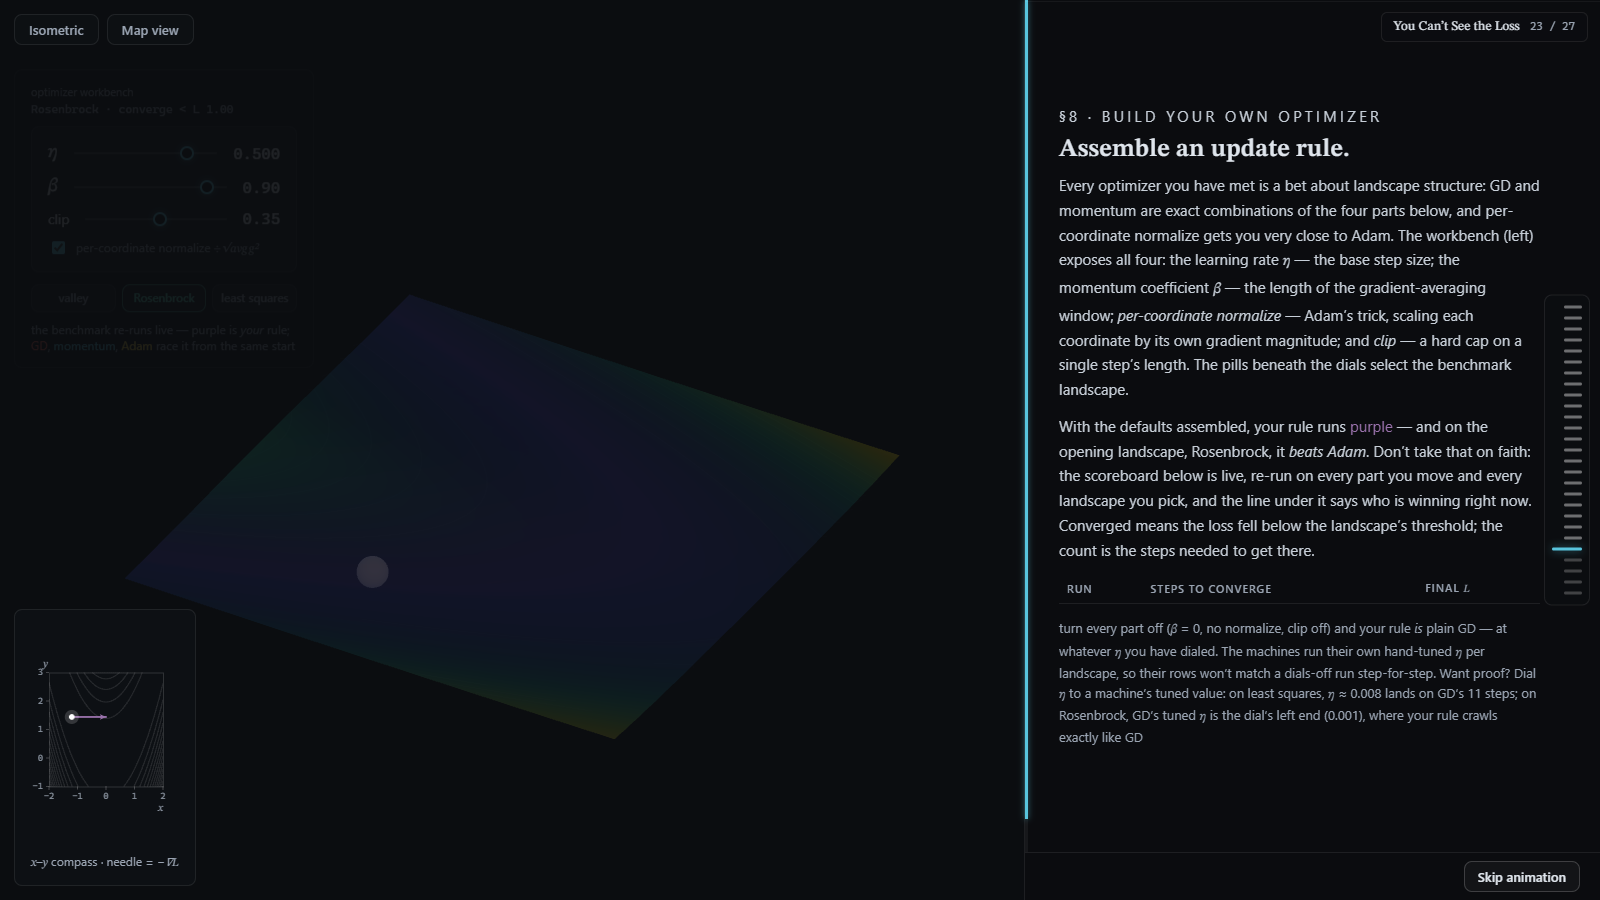 Isometric
Map view
You Can't See the Loss 23 / 27
optimizer workbench
Rosenbrock · converge < L 1.00
η 0.500
β 0.90
clip 0.35
per-coordinate normalize ÷√avg g²
valley
Rosenbrock
least squares
the benchmark re-runs live — purple is your rule;
GD, momentum, Adam race it from the same start
y
3
2
1
0
−1
−2 −1 0 1 2
x
x–y compass · needle = −∇L
§8 · BUILD YOUR OWN OPTIMIZER
Assemble an update rule.
Every optimizer you have met is a bet about landscape structure: GD and
momentum are exact combinations of the four parts below, and per-
coordinate normalize gets you very close to Adam. The workbench (left)
exposes all four: the learning rate η — the base step size; the
momentum coefficient β — the length of the gradient-averaging
window; per-coordinate normalize — Adam's trick, scaling each
coordinate by its own gradient magnitude; and clip — a hard cap on a
single step's length. The pills beneath the dials select the benchmark
landscape.
With the defaults assembled, your rule runs purple — and on the
opening landscape, Rosenbrock, it beats Adam. Don't take that on faith:
the scoreboard below is live, re-run on every part you move and every
landscape you pick, and the line under it says who is winning right now.
Converged means the loss fell below the landscape's threshold; the
count is the steps needed to get there.
RUN STEPS TO CONVERGE FINAL L
turn every part off (β = 0, no normalize, clip off) and your rule is plain GD — at
whatever η you have dialed. The machines run their own hand-tuned η per
landscape, so their rows won't match a dials-off run step-for-step. Want proof? Dial
η to a machine's tuned value: on least squares, η ≈ 0.008 lands on GD's 11 steps; on
Rosenbrock, GD's tuned η is the dial's left end (0.001), where your rule crawls
exactly like GD
Skip animation